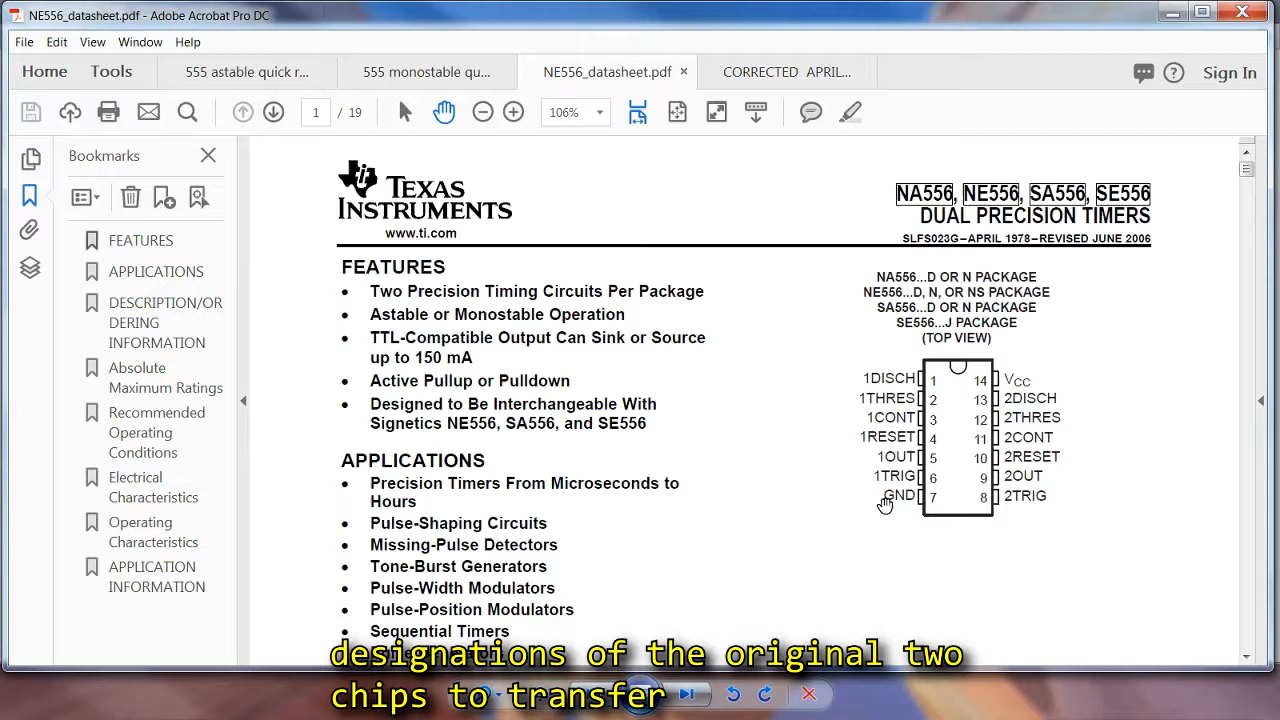 NE556_datasheet.pdf - Adobe Acrobat Pro DC
File Edit View Window Help
Home Tools 555 astable quick r... 555 monostable qu... NE556_datasheet.pdf × CORRECTED APRIL... ? Sign In
1 / 19 106%
Bookmarks
FEATURES
APPLICATIONS
DESCRIPTION/OR
DERING
INFORMATION
Absolute
Maximum Ratings
Recommended
Operating
Conditions
Electrical
Characteristics
Operating
Characteristics
APPLICATION
INFORMATION
TEXAS
INSTRUMENTS
www.ti.com
NA556, NE556, SA556, SE556
DUAL PRECISION TIMERS
SLFS023G–APRIL 1978–REVISED JUNE 2006
FEATURES
• Two Precision Timing Circuits Per Package
• Astable or Monostable Operation
• TTL-Compatible Output Can Sink or Source
up to 150 mA
• Active Pullup or Pulldown
• Designed to Be Interchangeable With
Signetics NE556, SA556, and SE556
APPLICATIONS
• Precision Timers From Microseconds to
Hours
• Pulse-Shaping Circuits
• Missing-Pulse Detectors
• Tone-Burst Generators
• Pulse-Width Modulators
• Pulse-Position Modulators
• Sequential Timers
NA556...D OR N PACKAGE
NE556...D, N, OR NS PACKAGE
SA556...D OR N PACKAGE
SE556...J PACKAGE
(TOP VIEW)
1DISCH 1 14 VCC
1THRES 2 13 2DISCH
1CONT 3 12 2THRES
1RESET 4 11 2CONT
1OUT 5 10 2RESET
1TRIG 6 9 2OUT
GND 7 8 2TRIG
designations of the original two
chips to transfer